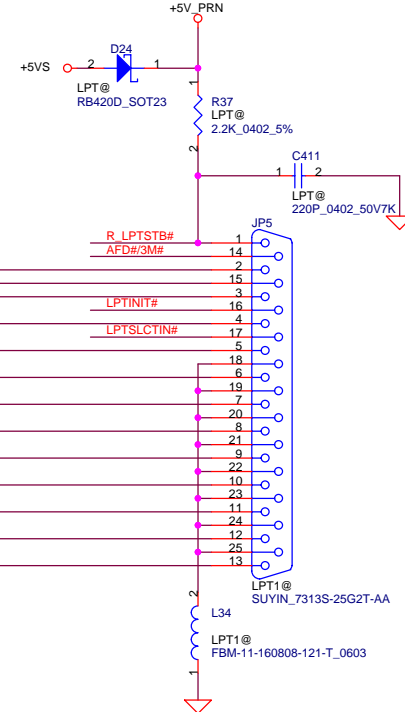 +5V_PRN
D24
+5VS
2
1
LPT@
RB420D_SOT23
1
R37
LPT@
2.2K_0402_5%
2
C411
1
2
LPT@
220P_0402_50V7K
JP5
R_LPTSTB#
1
AFD#/3M#
14
2
15
3
LPTINIT#
16
4
LPTSLCTIN#
17
5
18
6
19
7
20
8
21
9
22
10
23
11
24
12
25
13
LPT1@
SUYIN_7313S-25G2T-AA
2
L34
LPT1@
FBM-11-160808-121-T_0603
1